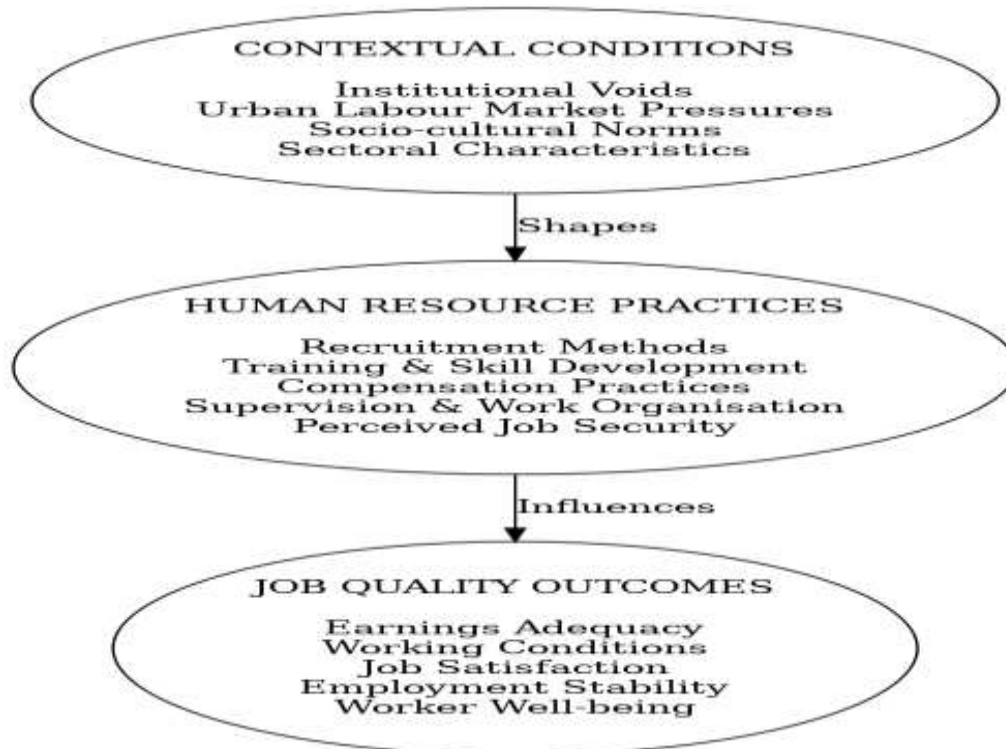 CONTEXTUAL CONDITIONS
Institutional Voids
Urban Labour Market Pressures
Socio-cultural Norms
Sectoral Characteristics
Shapes
HUMAN RESOURCE PRACTICES
Recruitment Methods
Training & Skill Development
Compensation Practices
Supervision & Work Organisation
Perceived Job Security
Influences
JOB QUALITY OUTCOMES
Earnings Adequacy
Working Conditions
Job Satisfaction
Employment Stability
Worker Well-being